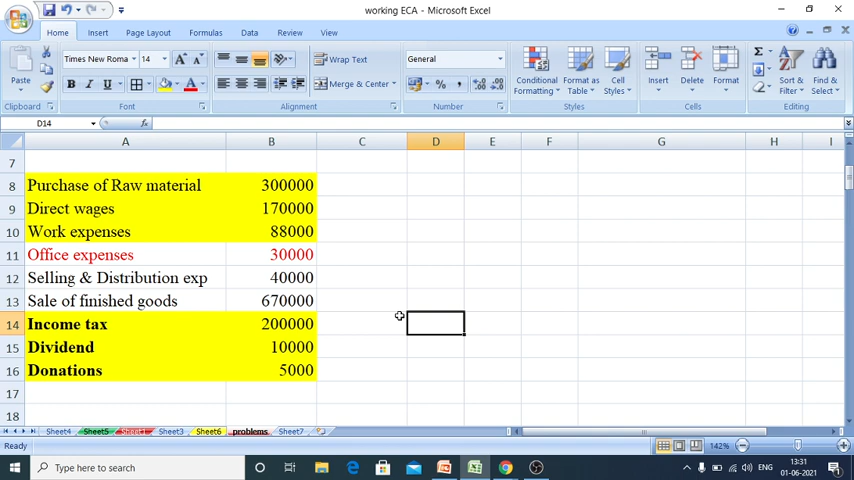 working ECA - Microsoft Excel
Home Insert Page Layout Formulas Data Review View
Paste
Clipboard
Times New Roma 14
B I U
Font
Wrap Text
Merge & Center
Alignment
General
% ,
Number
Conditional Formatting
Format as Table
Cell Styles
Styles
Insert Delete Format
Cells
Σ
Sort & Filter
Find & Select
Editing
D14 fx
A B C D E F G H I
7
8 Purchase of Raw material 300000
9 Direct wages 170000
10 Work expenses 88000
11 Office expenses 30000
12 Selling & Distribution exp 40000
13 Sale of finished goods 670000
14 Income tax 200000
15 Dividend 10000
16 Donations 5000
17
18
Sheet4 Sheet5 Sheet1 Sheet3 Sheet6 problems Sheet7
Ready 142%
Type here to search
ENG
13:31
01-06-2021